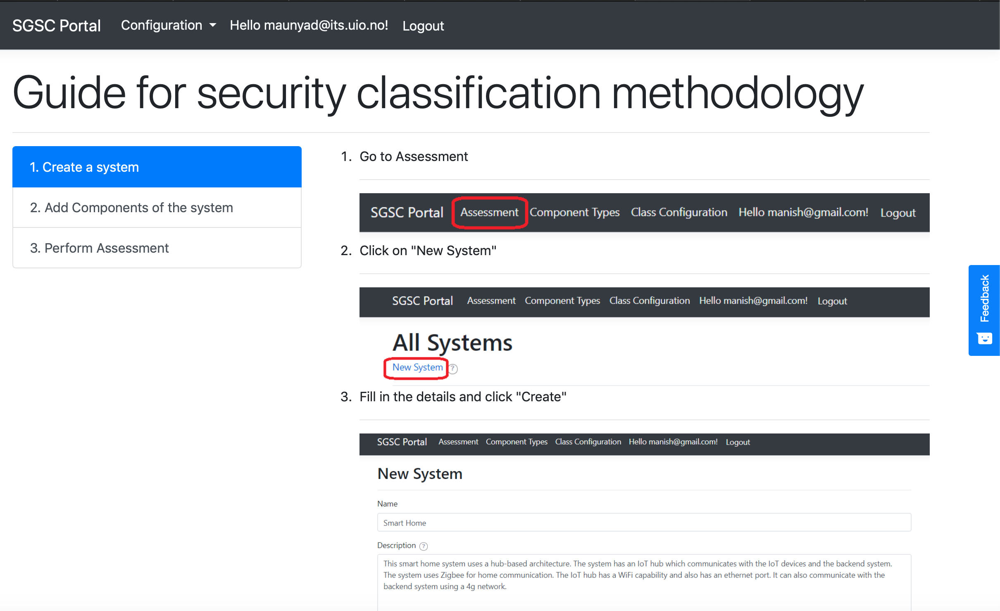 SGSC Portal Configuration Hello maunyad@its.uio.no! Logout
Guide for security classification methodology
1. Create a system
2. Add Components of the system
3. Perform Assessment
1. Go to Assessment
SGSC Portal Assessment Component Types Class Configuration Hello manish@gmail.com! Logout
2. Click on "New System"
SGSC Portal Assessment Component Types Class Configuration Hello manish@gmail.com! Logout
All Systems
New System ?
3. Fill in the details and click "Create"
SGSC Portal Assessment Component Types Class Configuration Hello manish@gmail.com! Logout
New System
Name
Smart Home
Description ?
This smart home system uses a hub-based architecture. The system has an IoT hub which communicates with the IoT devices and the backend system.
The system uses Zigbee for home communication. The IoT hub has a WiFi capability and also has an ethernet port. It can also communicate with the
backend system using a 4g network.
Feedback